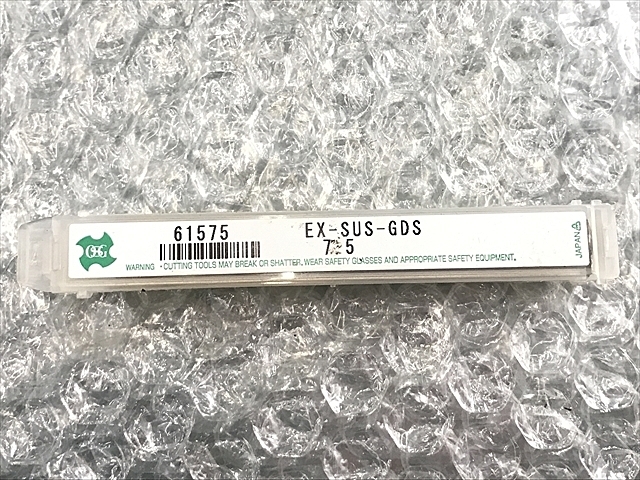 OSG
61575 EX-SUS-GDS
7.5
WARNING • CUTTING TOOLS MAY BREAK OR SHATTER. WEAR SAFETY GLASSES AND APPROPRIATE SAFETY EQUIPMENT.
JAPAN